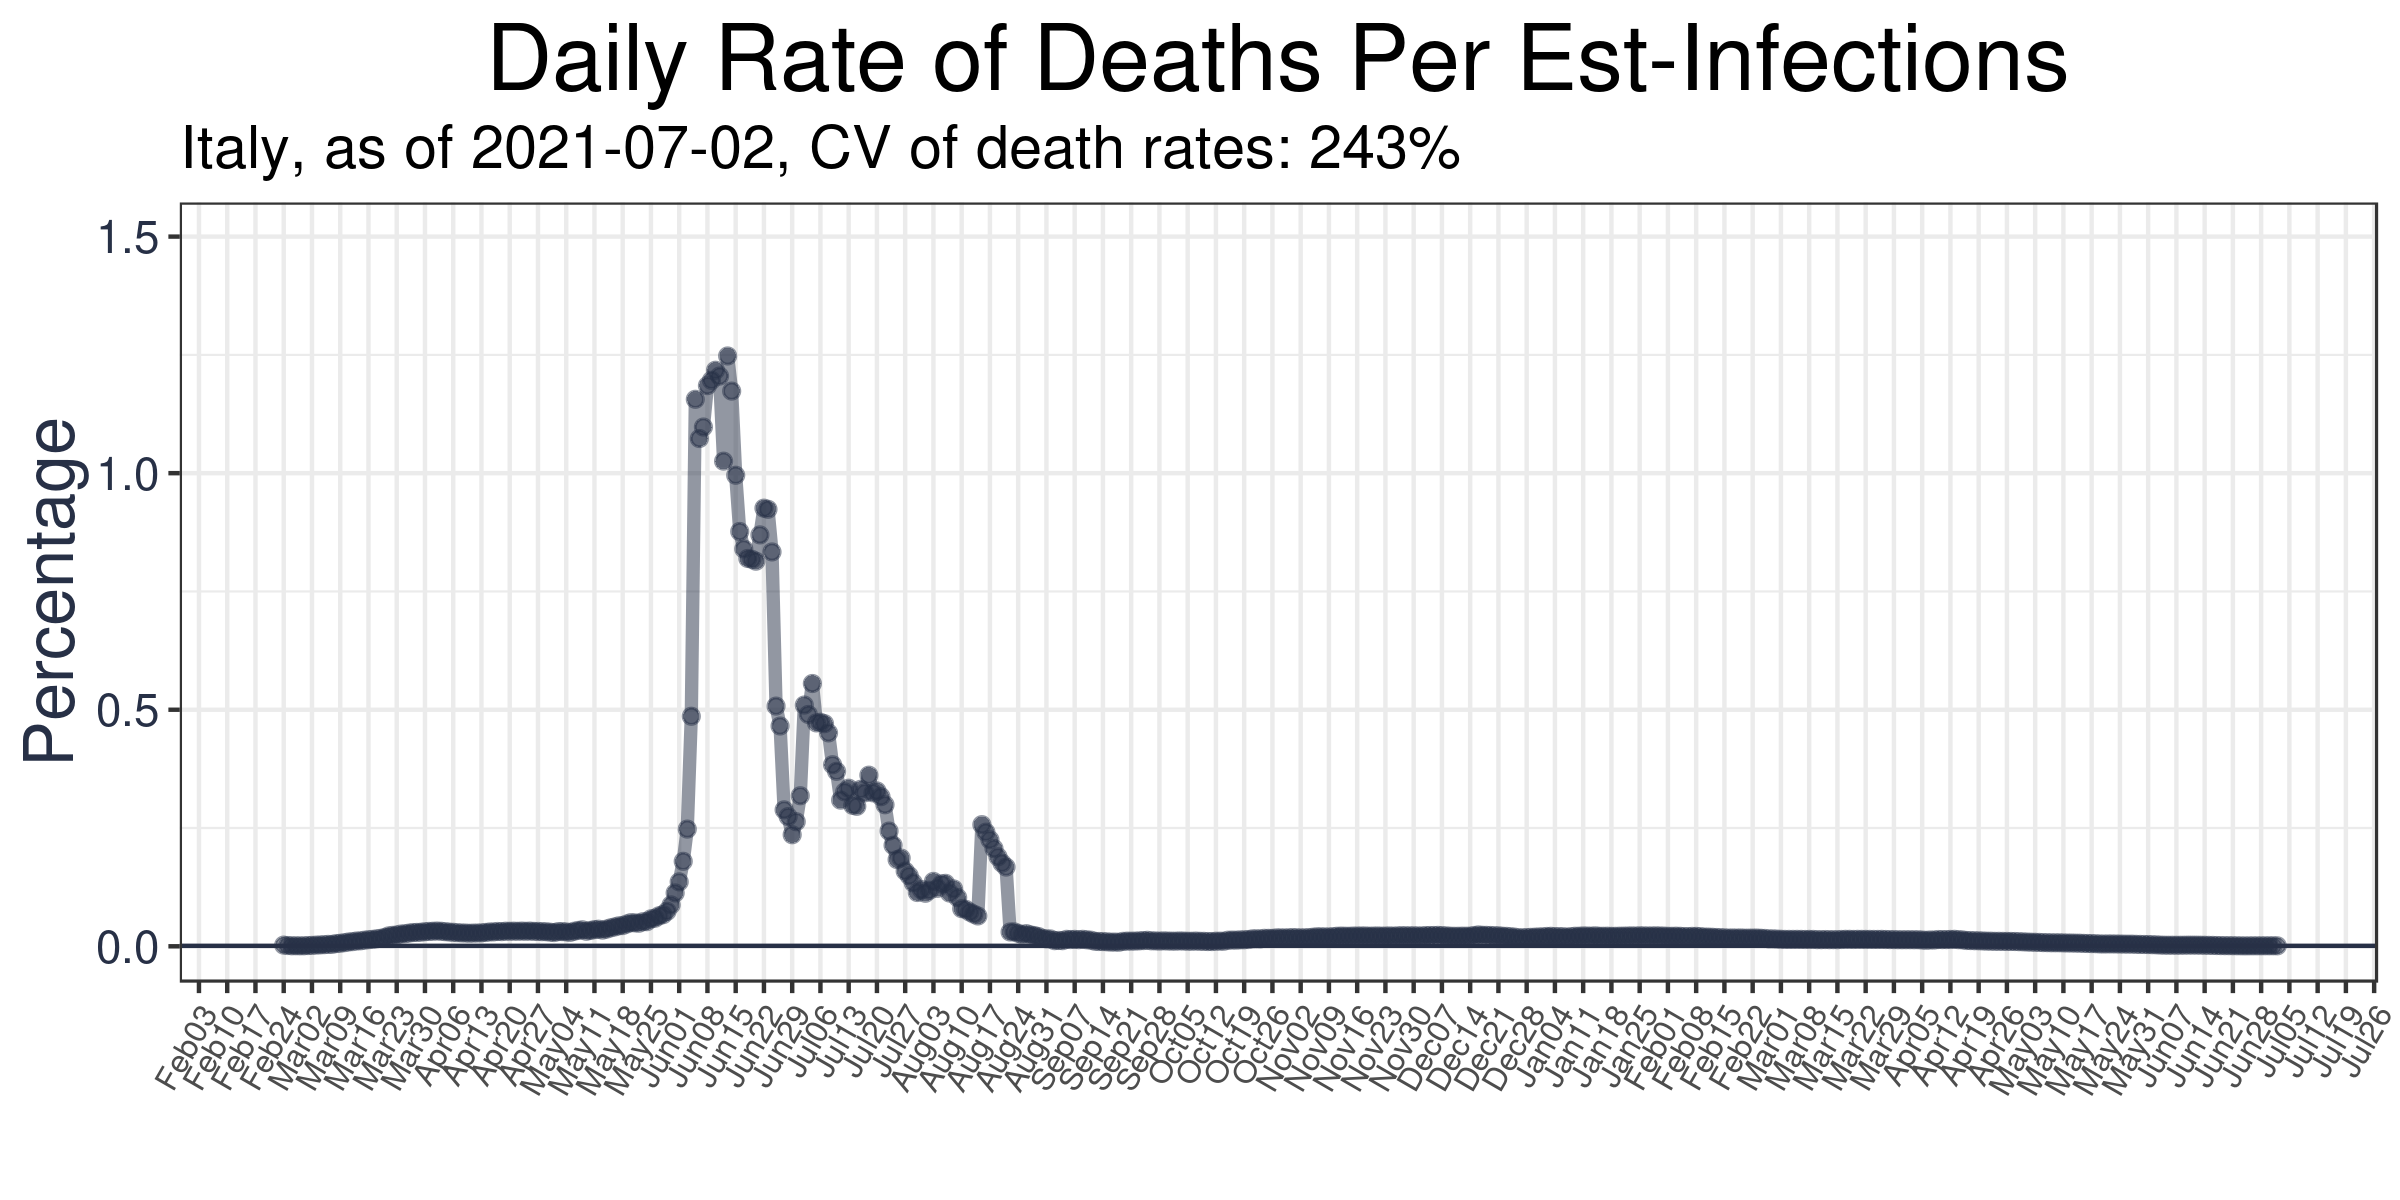 Daily Rate of Deaths Per Est-Infections
Italy, as of 2021-07-02, CV of death rates: 243%
Percentage
1.5
1.0
0.5
0.0
Feb03
Feb10
Feb17
Feb24
Mar02
Mar09
Mar16
Mar23
Mar30
Apr06
Apr13
Apr20
Apr27
May04
May11
May18
May25
Jun01
Jun08
Jun15
Jun22
Jun29
Jul06
Jul13
Jul20
Jul27
Aug03
Aug10
Aug17
Aug24
Aug31
Sep07
Sep14
Sep21
Sep28
Oct05
Oct12
Oct19
Oct26
Nov02
Nov09
Nov16
Nov23
Nov30
Dec07
Dec14
Dec21
Dec28
Jan04
Jan11
Jan18
Jan25
Feb01
Feb08
Feb15
Feb22
Mar01
Mar08
Mar15
Mar22
Mar29
Apr05
Apr12
Apr19
Apr26
May03
May10
May17
May24
May31
Jun07
Jun14
Jun21
Jun28
Jul05
Jul12
Jul19
Jul26